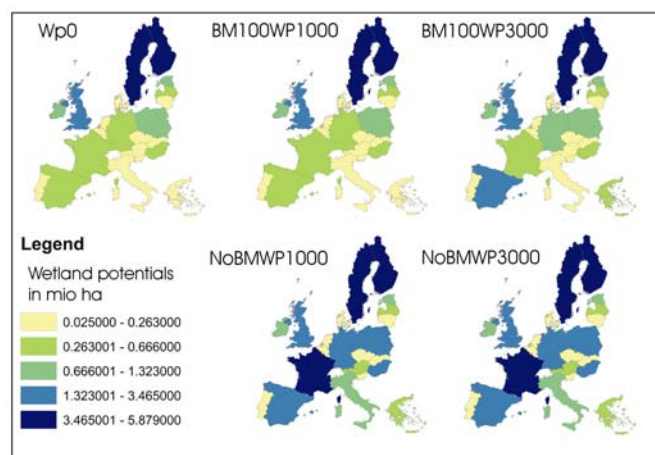 Wp0
BM100WP1000
BM100WP3000
Legend
Wetland potentials
in mio ha
0.025000 - 0.263000
0.263001 - 0.666000
0.666001 - 1.323000
1.323001 - 3.465000
3.465001 - 5.879000
NoBMWP1000
NoBMWP3000